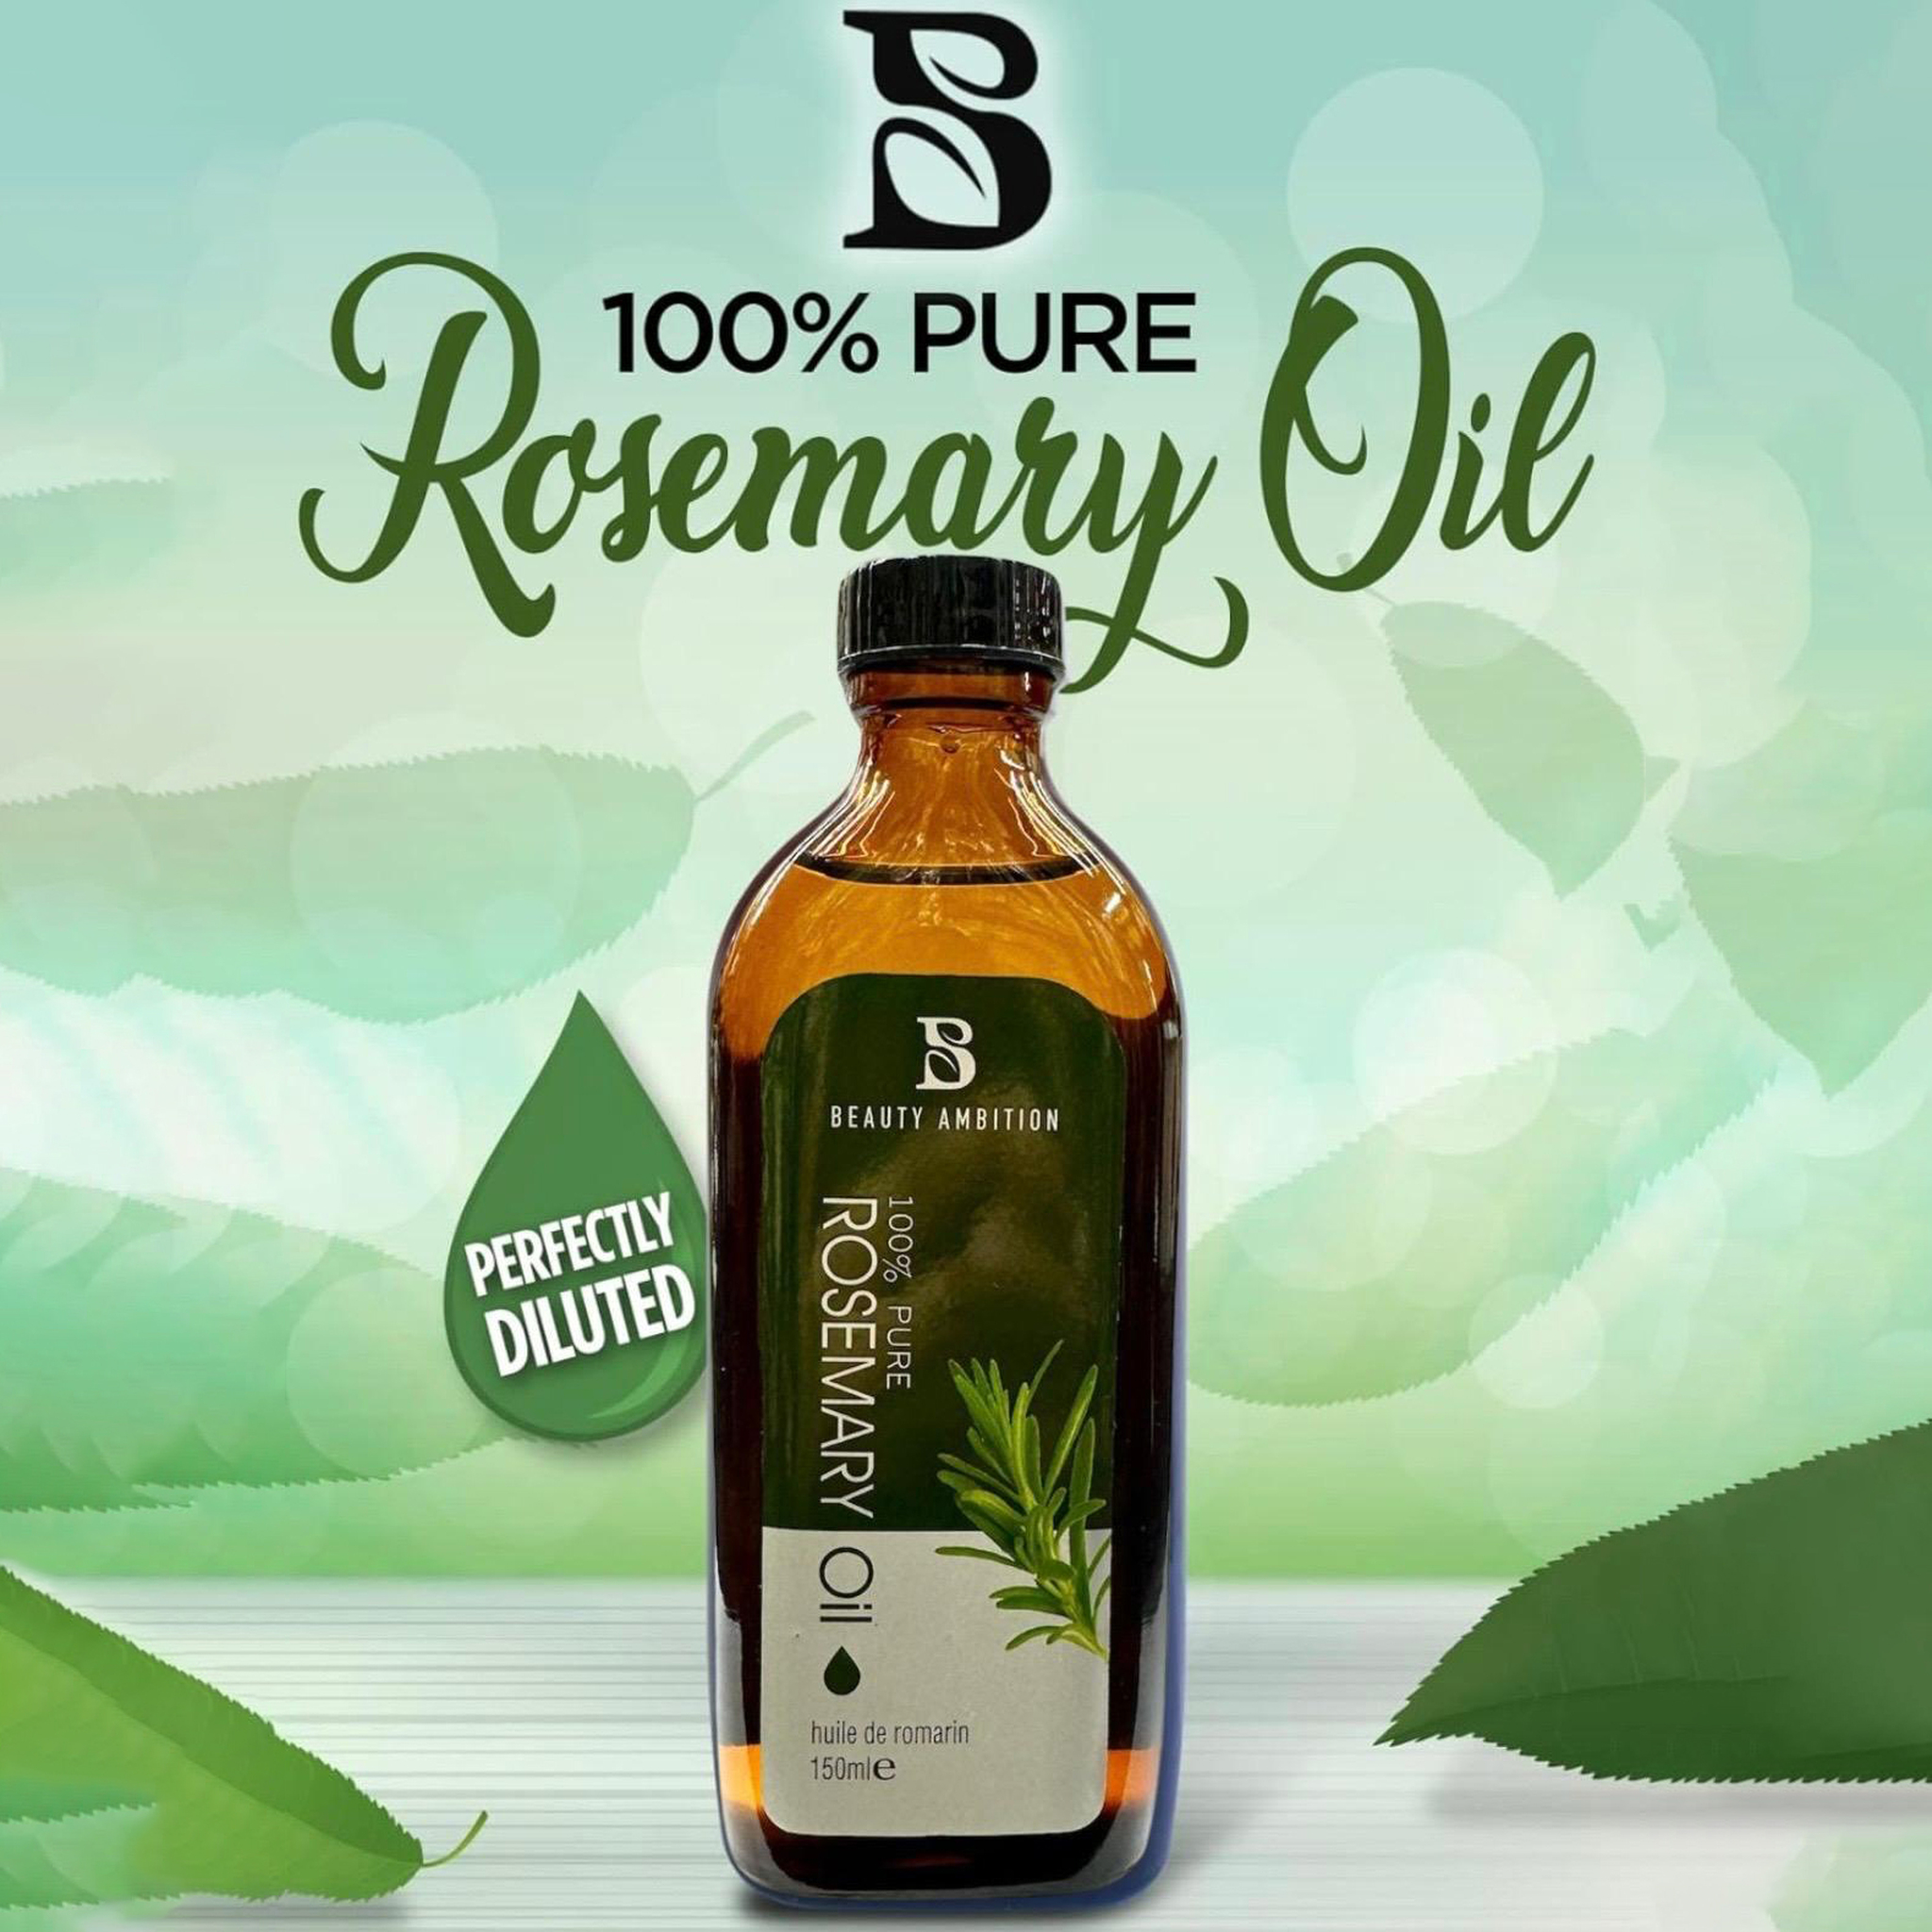 B
100% PURE
Rosemary Oil
PERFECTLY
DILUTED
B
BEAUTY AMBITION
100% PURE
ROSEMARY Oil
huile de romarin
150ml℮